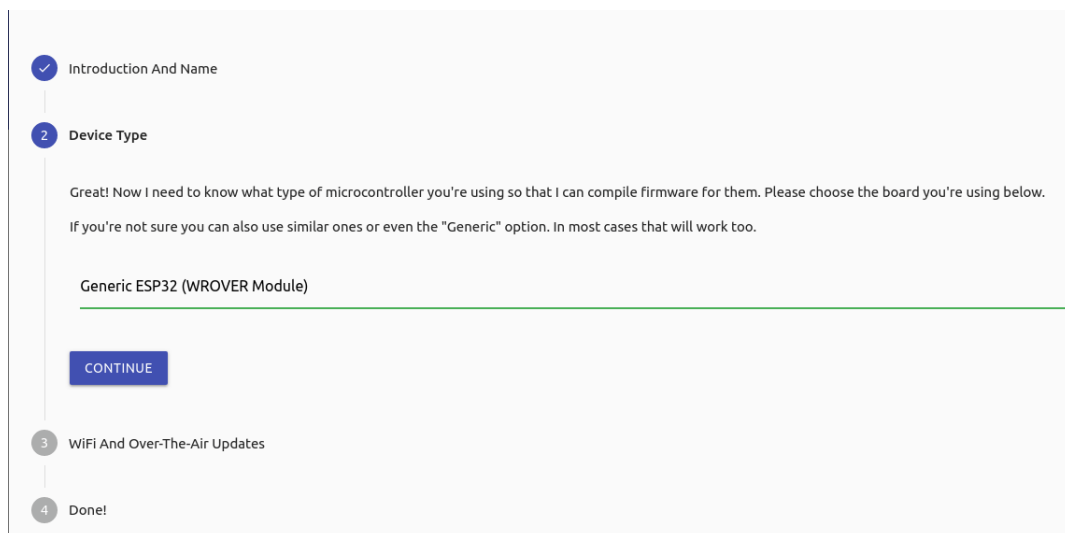 Introduction And Name
2 Device Type
Great! Now I need to know what type of microcontroller you're using so that I can compile firmware for them. Please choose the board you're using below.
If you're not sure you can also use similar ones or even the "Generic" option. In most cases that will work too.
Generic ESP32 (WROVER Module)
CONTINUE
3 WiFi And Over-The-Air Updates
4 Done!